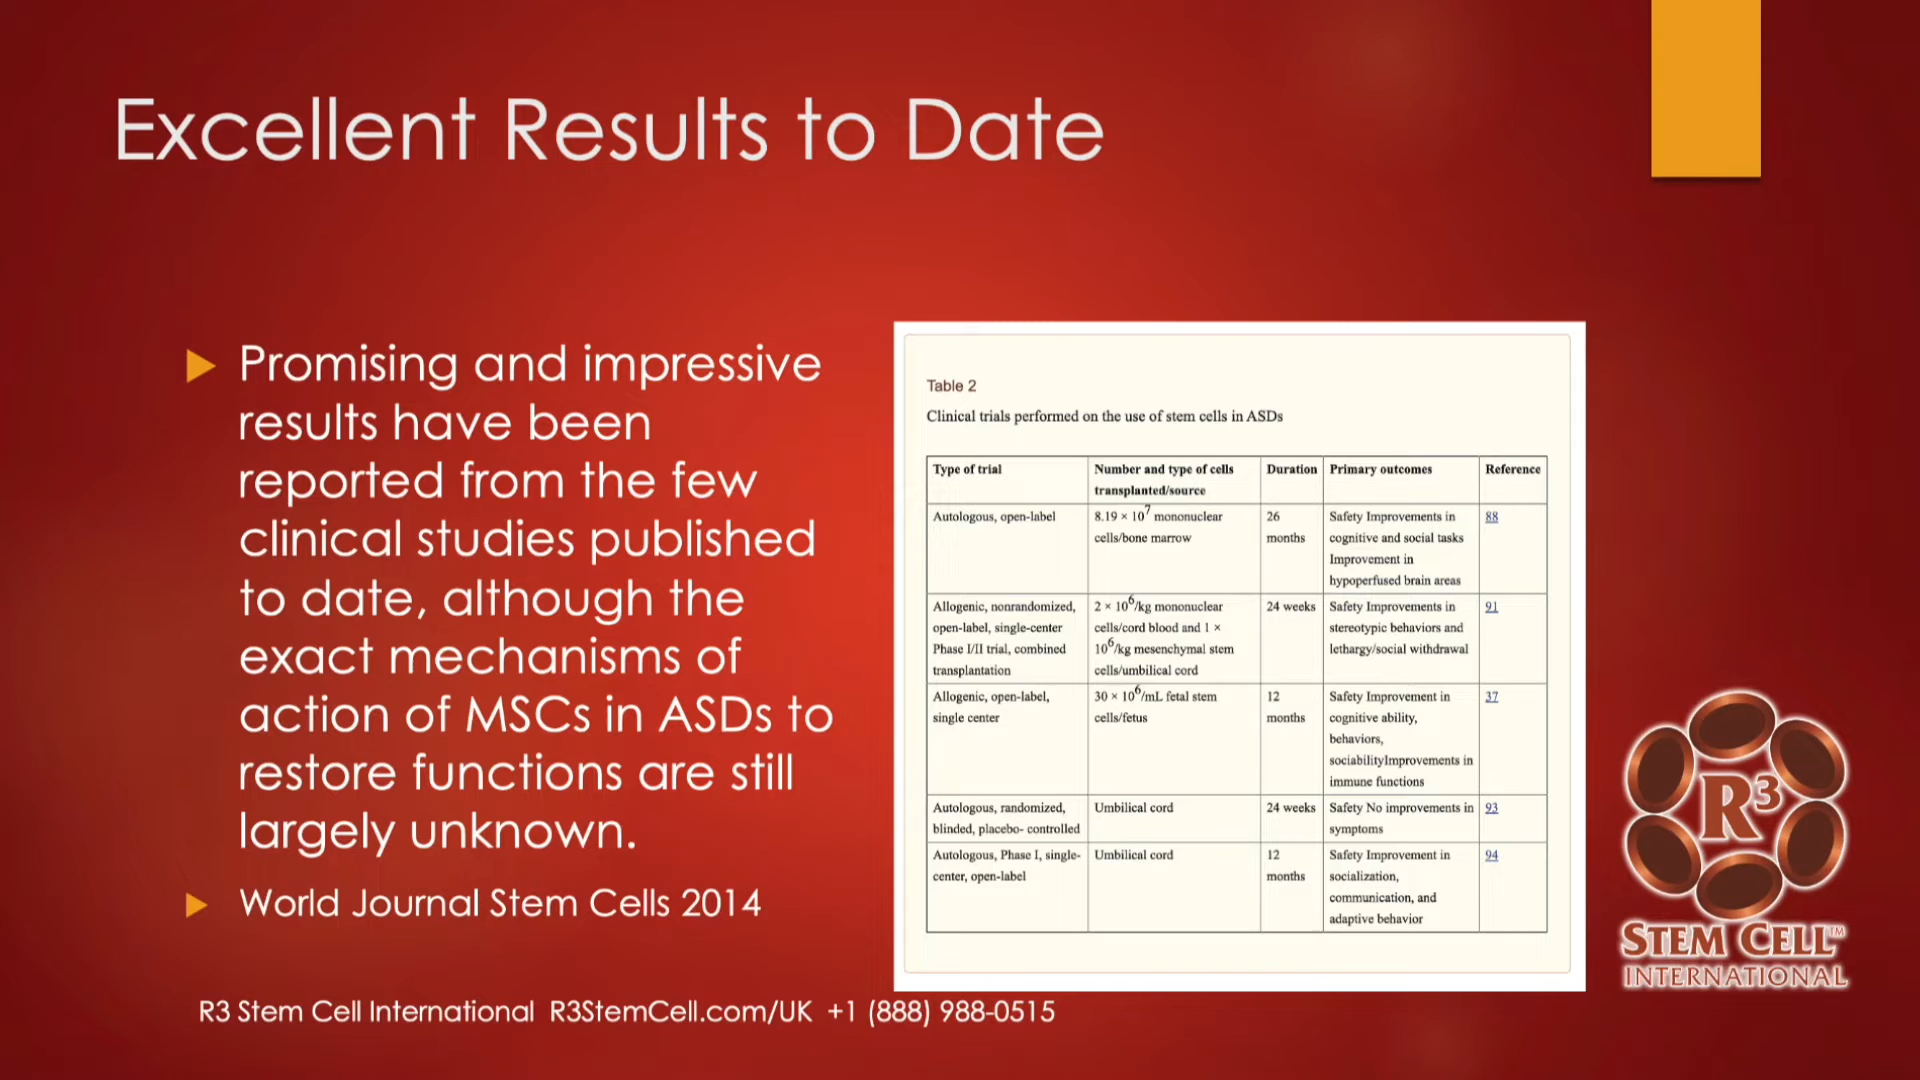 Excellent Results to Date
Promising and impressive
results have been
reported from the few
clinical studies published
to date, although the
exact mechanisms of
action of MSCs in ASDs to
restore functions are still
largely unknown.
World Journal Stem Cells 2014
Table 2
Clinical trials performed on the use of stem cells in ASDs
Type of trial
Number and type of cells
transplanted/source
Duration
Primary outcomes
Reference
Autologous, open-label
8.19 × 10⁷ mononuclear
cells/bone marrow
26
months
Safety Improvements in
cognitive and social tasks
Improvement in
hypoperfused brain areas
88
Allogenic, nonrandomized,
open-label, single-center
Phase I/II trial, combined
transplantation
2 × 10⁶/kg mononuclear
cells/cord blood and 1 ×
10⁶/kg mesenchymal stem
cells/umbilical cord
24 weeks
Safety Improvements in
stereotypic behaviors and
lethargy/social withdrawal
91
Allogenic, open-label,
single center
30 × 10⁶/mL fetal stem
cells/fetus
12
months
Safety Improvement in
cognitive ability,
behaviors,
sociabilityImprovements in
immune functions
37
Autologous, randomized,
blinded, placebo- controlled
Umbilical cord
24 weeks
Safety No improvements in
symptoms
93
Autologous, Phase I, single-
center, open-label
Umbilical cord
12
months
Safety Improvement in
socialization,
communication, and
adaptive behavior
94
R³
STEM CELL™
INTERNATIONAL
R3 Stem Cell International R3StemCell.com/UK +1 (888) 988-0515